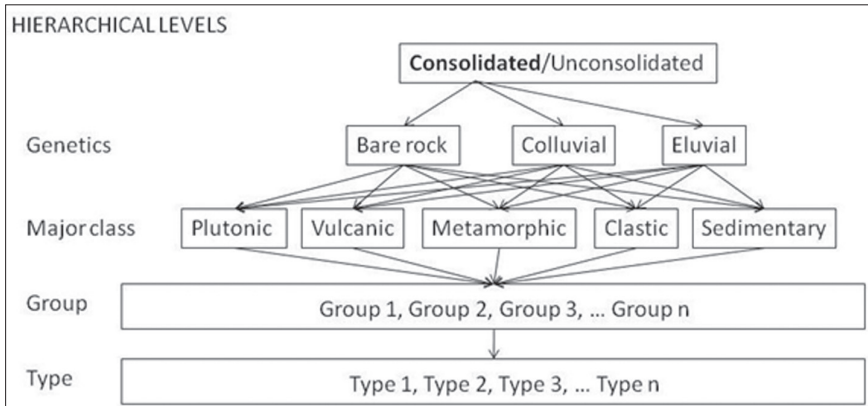 HIERARCHICAL LEVELS
Consolidated/Unconsolidated
Genetics
Bare rock
Colluvial
Eluvial
Major class
Plutonic
Vulcanic
Metamorphic
Clastic
Sedimentary
Group
Group 1, Group 2, Group 3, ... Group n
Type
Type 1, Type 2, Type 3, ... Type n